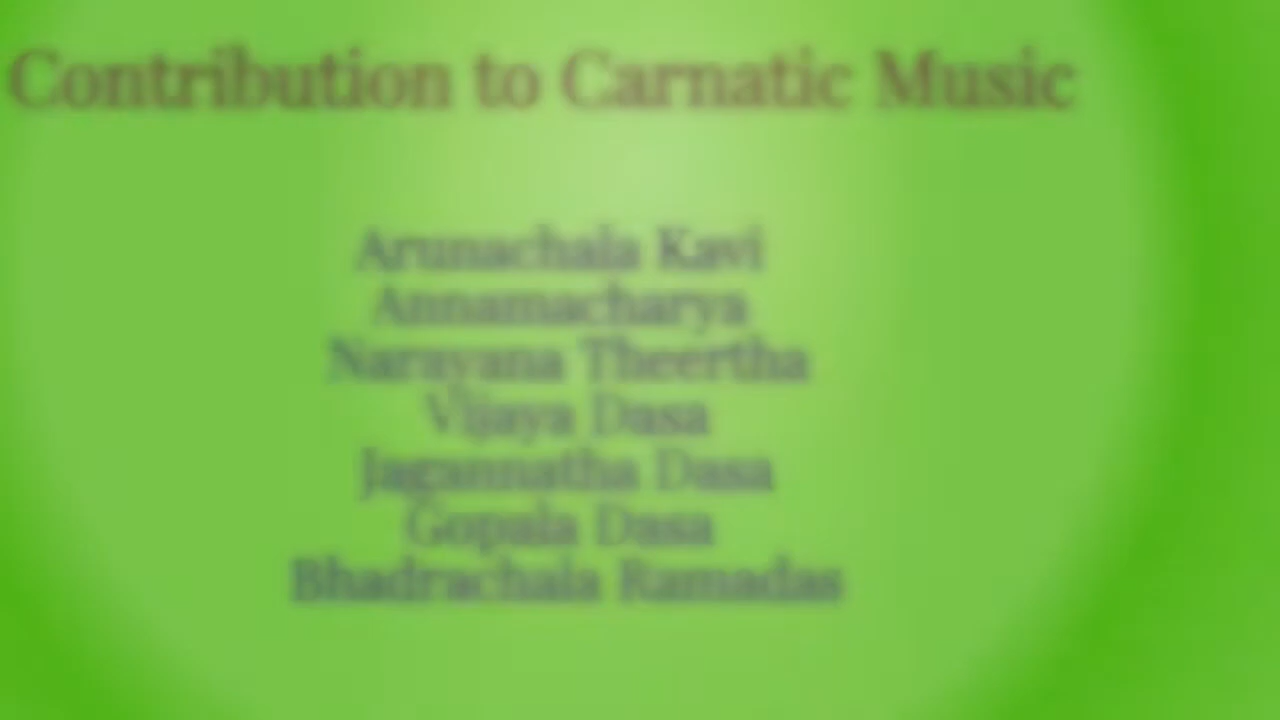 Contribution to Carnatic Music
Arunachala Kavi
Annamacharya
Narayana Theertha
Vijaya Dasa
Jagannatha Dasa
Gopala Dasa
Bhadrachala Ramadas